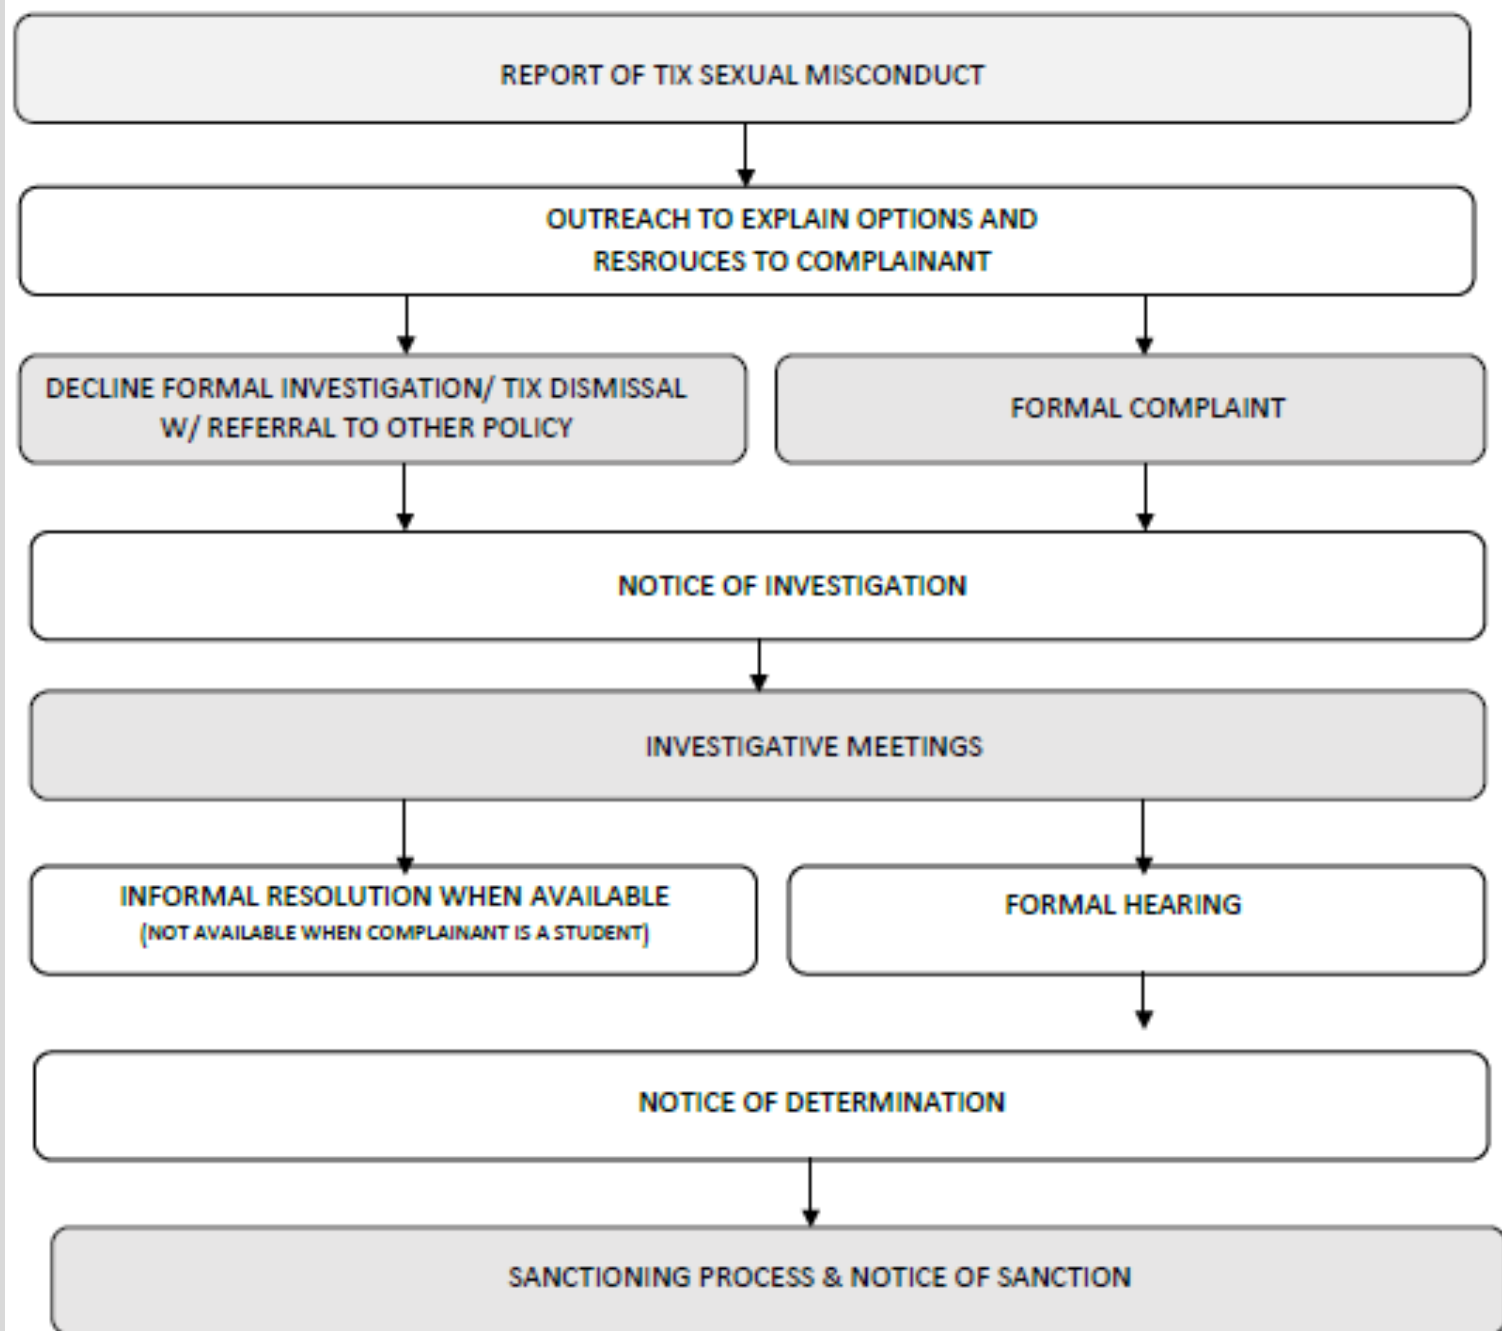 REPORT OF TIX SEXUAL MISCONDUCT
OUTREACH TO EXPLAIN OPTIONS AND
RESROUCES TO COMPLAINANT
DECLINE FORMAL INVESTIGATION/ TIX DISMISSAL
W/ REFERRAL TO OTHER POLICY
FORMAL COMPLAINT
NOTICE OF INVESTIGATION
INVESTIGATIVE MEETINGS
INFORMAL RESOLUTION WHEN AVAILABLE
(NOT AVAILABLE WHEN COMPLAINANT IS A STUDENT)
FORMAL HEARING
NOTICE OF DETERMINATION
SANCTIONING PROCESS & NOTICE OF SANCTION